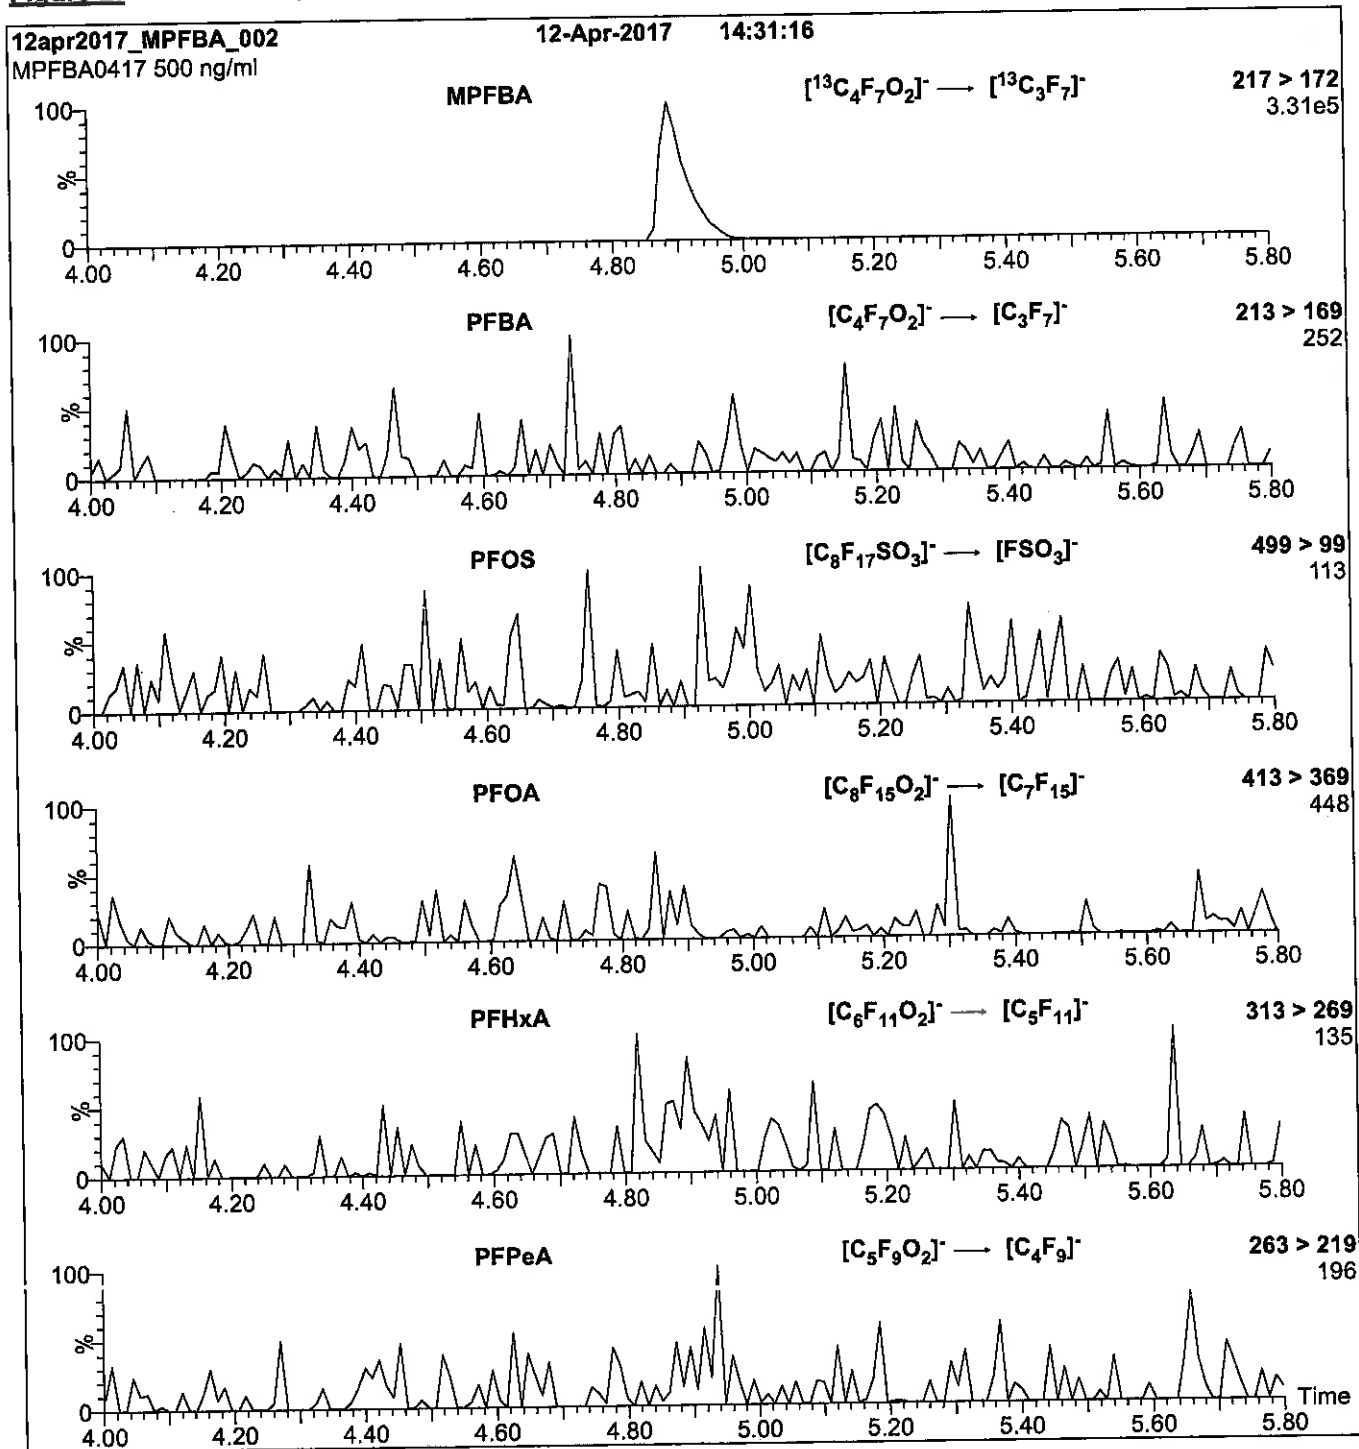 12apr2017_MPFBA_002 12-Apr-2017 14:31:16
MPFBA0417 500 ng/ml
MPFBA [¹³C₄F₇O₂]⁻ → [¹³C₃F₇]⁻ 217 > 172
3.31e5
100
%
0
4.00 4.20 4.40 4.60 4.80 5.00 5.20 5.40 5.60 5.80
PFBA [C₄F₇O₂]⁻ → [C₃F₇]⁻ 213 > 169
252
100
%
0
4.00 4.20 4.40 4.60 4.80 5.00 5.20 5.40 5.60 5.80
PFOS [C₈F₁₇SO₃]⁻ → [FSO₃]⁻ 499 > 99
113
100
%
0
4.00 4.20 4.40 4.60 4.80 5.00 5.20 5.40 5.60 5.80
PFOA [C₈F₁₅O₂]⁻ → [C₇F₁₅]⁻ 413 > 369
448
100
%
0
4.00 4.20 4.40 4.60 4.80 5.00 5.20 5.40 5.60 5.80
PFHxA [C₆F₁₁O₂]⁻ → [C₅F₁₁]⁻ 313 > 269
135
100
%
0
4.00 4.20 4.40 4.60 4.80 5.00 5.20 5.40 5.60 5.80
PFPeA [C₅F₉O₂]⁻ → [C₄F₉]⁻ 263 > 219
196
100
%
0 Time
4.00 4.20 4.40 4.60 4.80 5.00 5.20 5.40 5.60 5.80